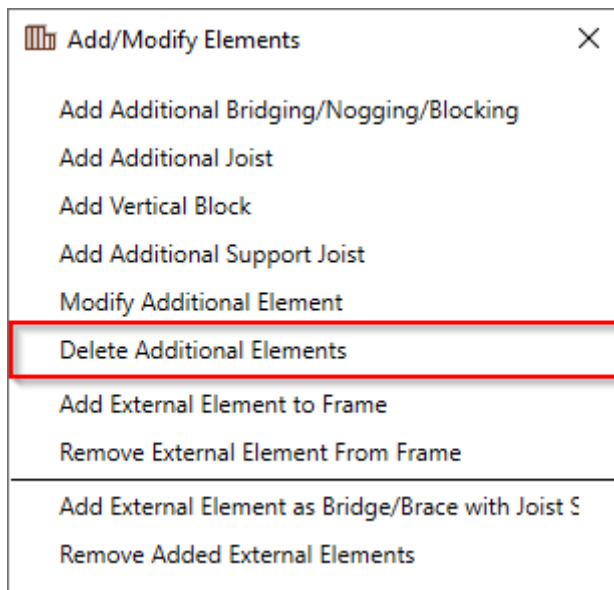 Add/Modify Elements
Add Additional Bridging/Nogging/Blocking
Add Additional Joist
Add Vertical Block
Add Additional Support Joist
Modify Additional Element
Delete Additional Elements
Add External Element to Frame
Remove External Element From Frame
Add External Element as Bridge/Brace with Joist S
Remove Added External Elements